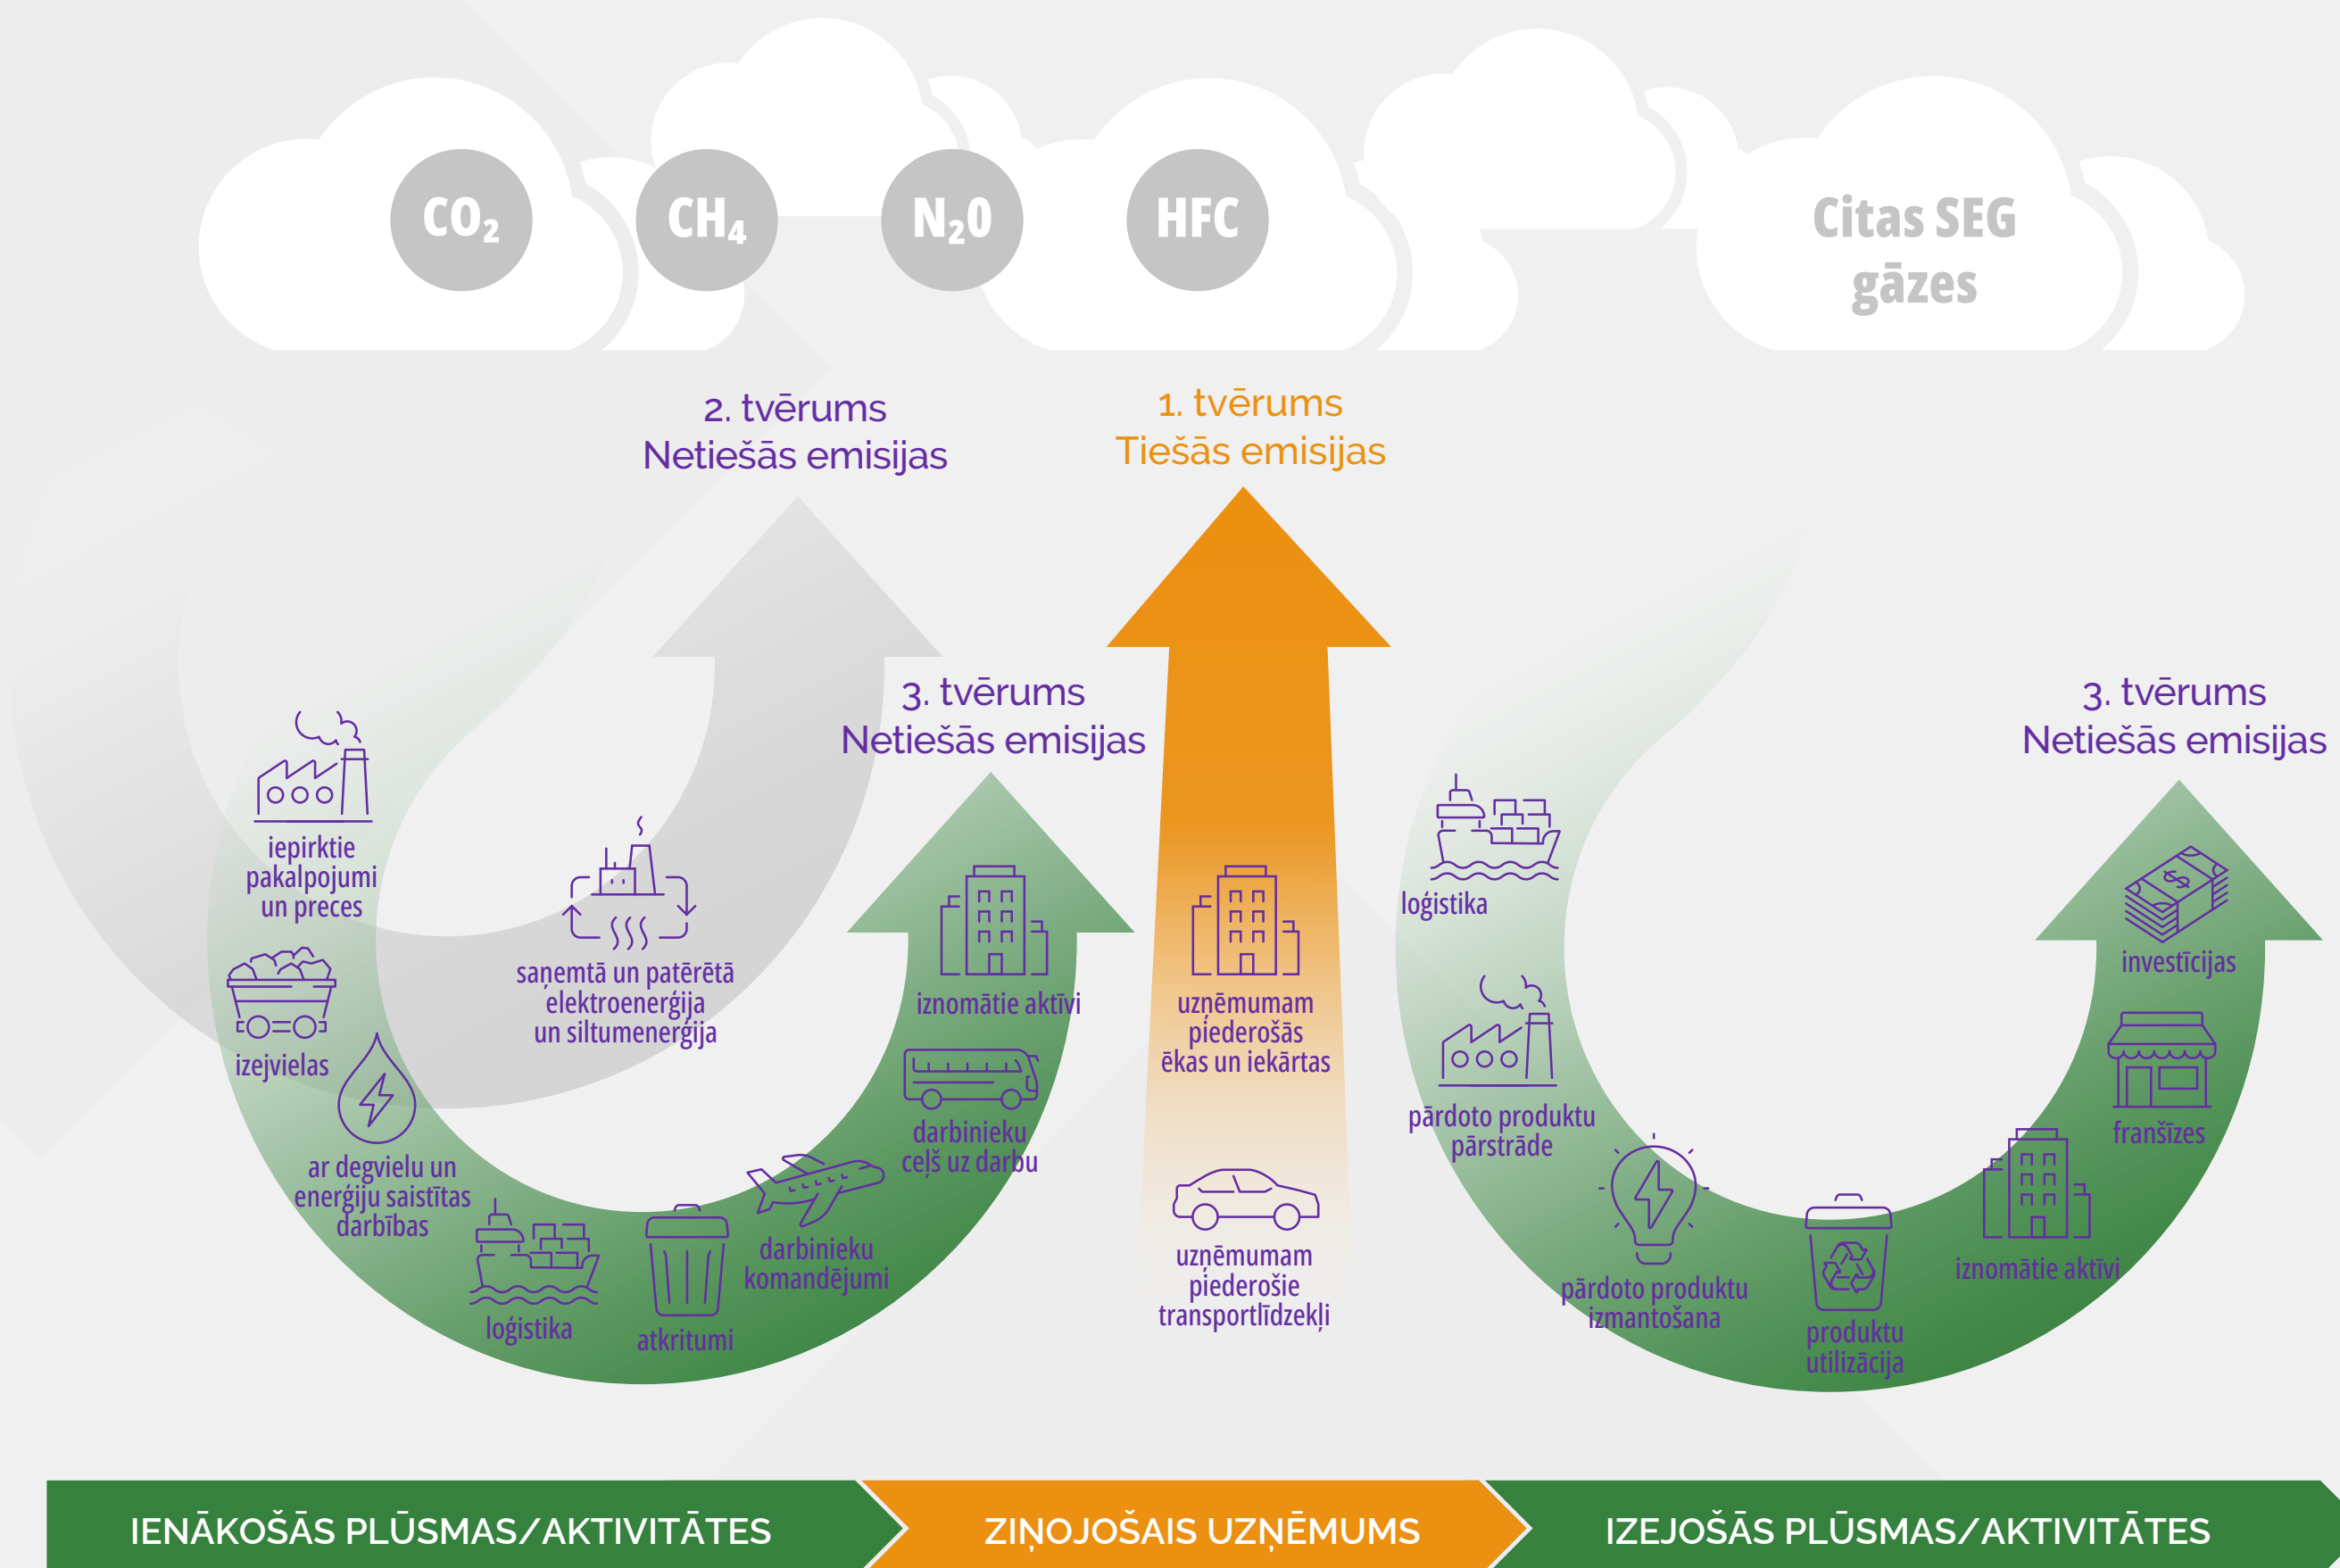 CO₂
CH₄
N₂0
HFC
Citas SEG
gāzes
2. tvērums
Netiešās emisijas
1. tvērums
Tiešās emisijas
3. tvērums
Netiešās emisijas
3. tvērums
Netiešās emisijas
iepirktie
pakalpojumi
un preces
izejvielas
ar degvielu un
enerģiju saistītas
darbības
loģistika
atkritumi
darbinieku
komandējumi
darbinieku
ceļš uz darbu
iznomātie aktīvi
saņemtā un patērētā
elektroenerģija
un siltumenerģija
uzņēmumam
piederošās
ēkas un iekārtas
uzņēmumam
piederošie
transportlīdzekļi
loģistika
pārdoto produktu
pārstrāde
pārdoto produktu
izmantošana
produktu
utilizācija
iznomātie aktīvi
franšīzes
investīcijas
IENĀKOŠĀS PLŪSMAS/AKTIVITĀTES
ZIŅOJOŠAIS UZŅĒMUMS
IZEJOŠĀS PLŪSMAS/AKTIVITĀTES